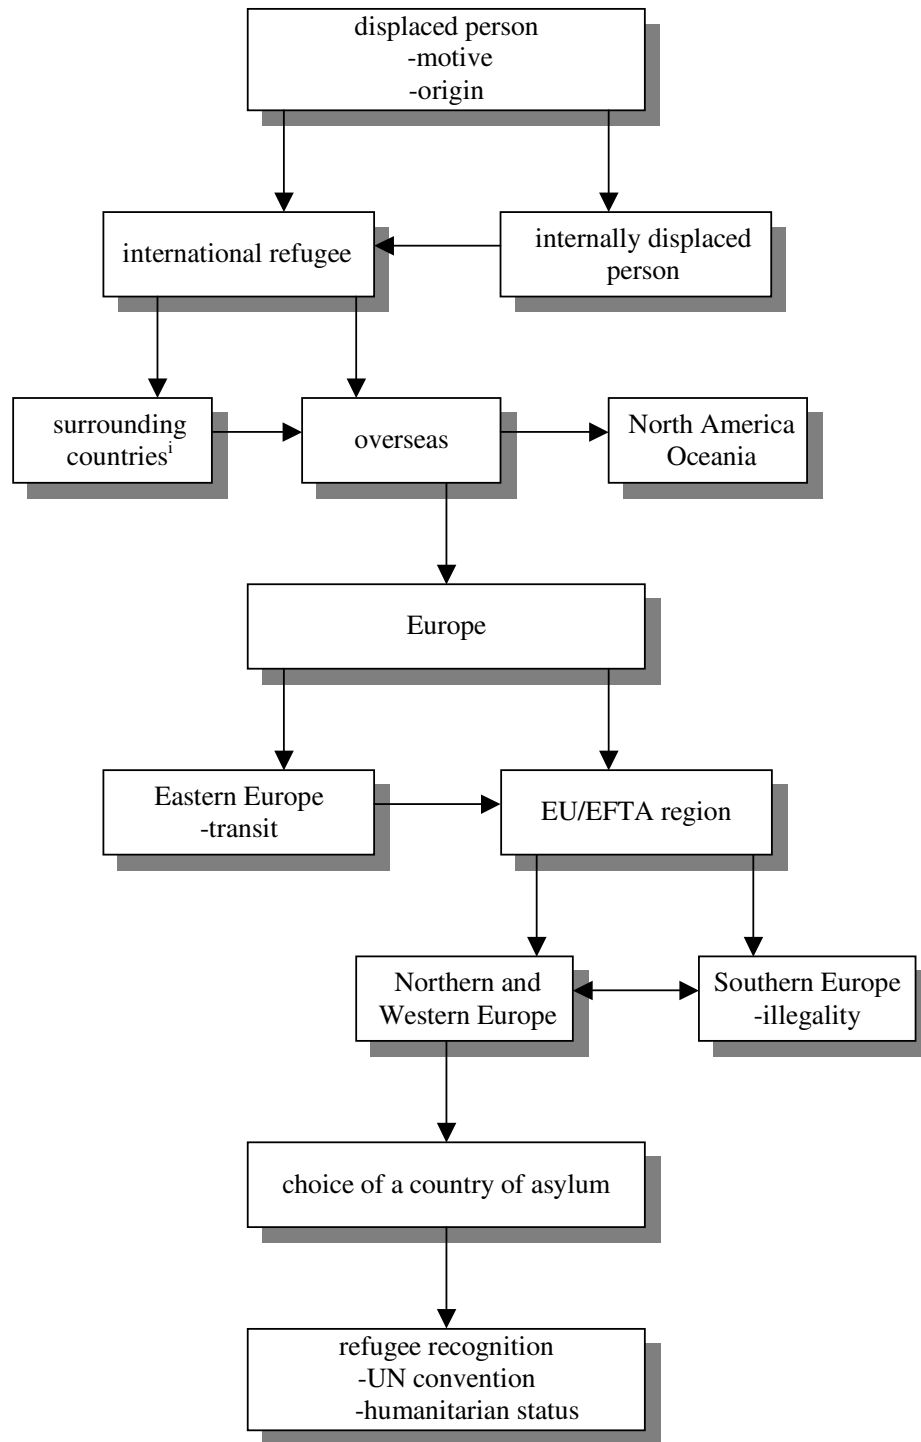 displaced person
-motive
-origin
international refugee
internally displaced
person
surrounding
countriesⁱ
overseas
North America
Oceania
Europe
Eastern Europe
-transit
EU/EFTA region
Northern and
Western Europe
Southern Europe
-illegality
choice of a country of asylum
refugee recognition
-UN convention
-humanitarian status